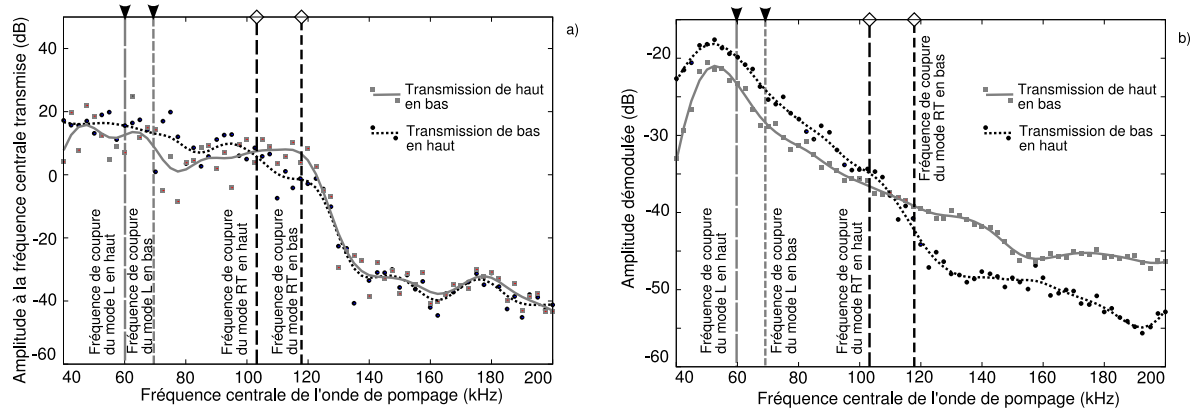 a)
Amplitude à la fréquence centrale transmise (dB)
40
20
0
-20
-40
-60
Transmission de haut
en bas
Transmission de bas
en haut
Fréquence de coupure
du mode L en haut
Fréquence de coupure
du mode L en bas
Fréquence de coupure
du mode RT en haut
Fréquence de coupure
du mode RT en bas
40 60 80 100 120 140 160 180 200
Fréquence centrale de l'onde de pompage (kHz)
b)
Amplitude démodulée (dB)
-20
-30
-40
-50
-60
Transmission de haut
en bas
Transmission de bas
en haut
Fréquence de coupure
du mode L en haut
Fréquence de coupure
du mode L en bas
Fréquence de coupure
du mode RT en haut
Fréquence de coupure
du mode RT en bas
40 60 80 100 120 140 160 180 200
Fréquence centrale de l'onde de pompage (kHz)